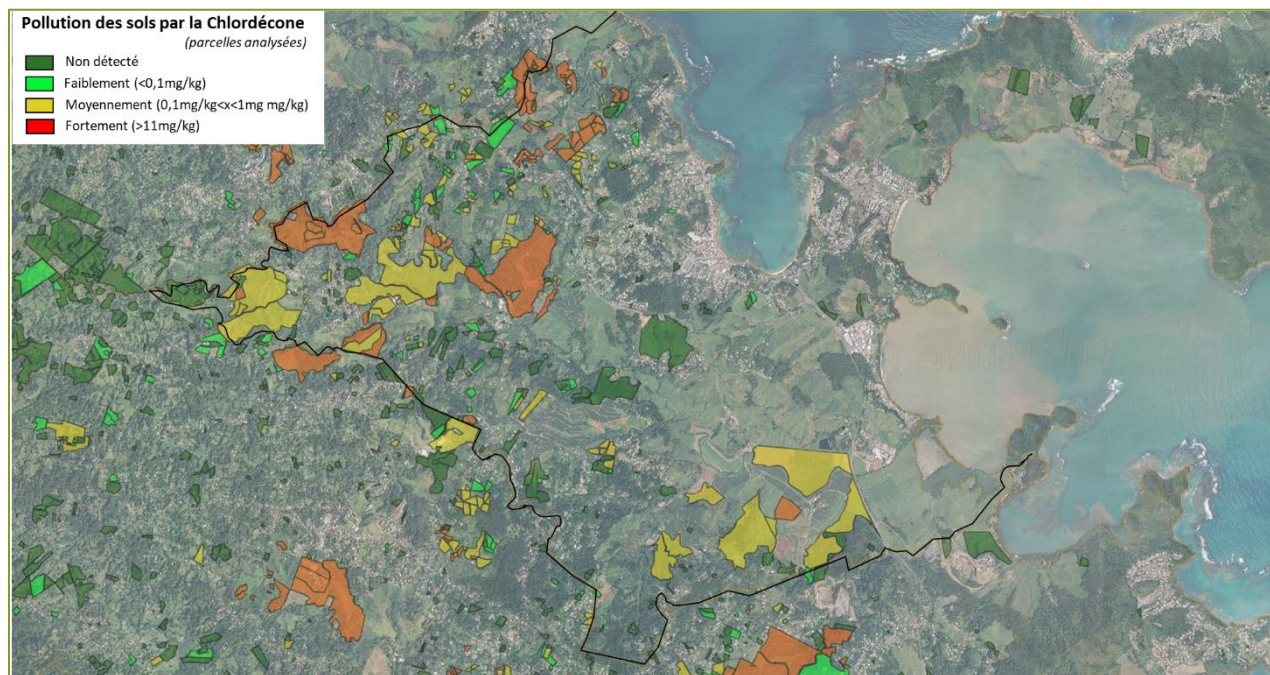 Pollution des sols par la Chlordécone
(parcelles analysées)
Non détecté
Faiblement (<0,1mg/kg)
Moyennement (0,1mg/kg<x<1mg mg/kg)
Fortement (>11mg/kg)